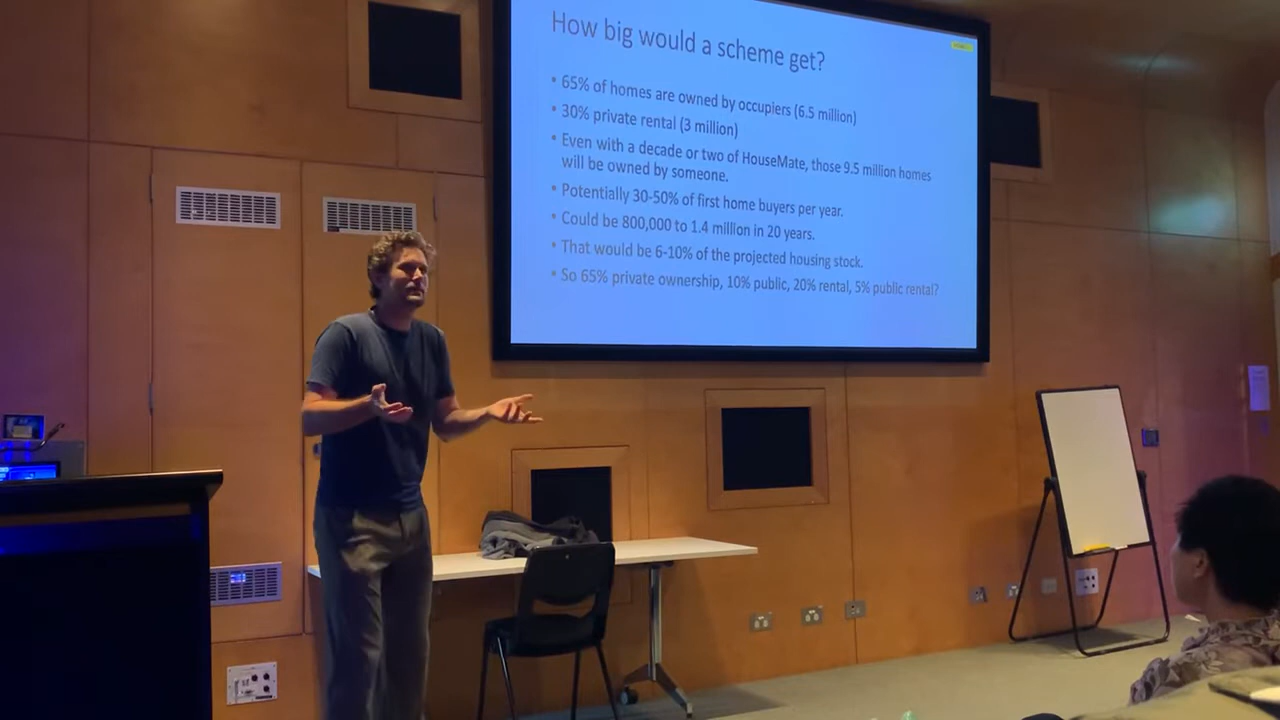 How big would a scheme get?
• 65% of homes are owned by occupiers (6.5 million)
• 30% private rental (3 million)
• Even with a decade or two of HouseMate, those 9.5 million homes
will be owned by someone.
• Potentially 30-50% of first home buyers per year.
• Could be 800,000 to 1.4 million in 20 years.
• That would be 6-10% of the projected housing stock.
• So 65% private ownership, 10% public, 20% rental, 5% public rental?